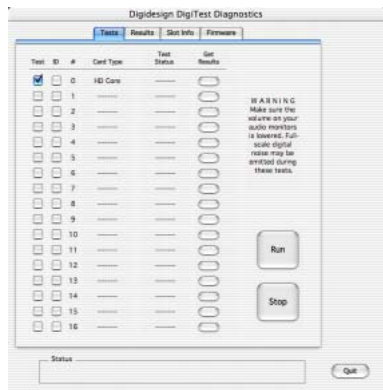 Digidesign DigiTest Diagnostics
Tests Results Slot Info Firmware
Test ID # Card Type Test Status Get Results
0 HD Core -------
1 ------- -------
2 ------- -------
3 ------- -------
4 ------- -------
5 ------- -------
6 ------- -------
7 ------- -------
8 ------- -------
9 ------- -------
10 ------- -------
11 ------- -------
12 ------- -------
13 ------- -------
14 ------- -------
15 ------- -------
16 ------- -------
WARNING
Make sure the
volume on your
audio monitors
is lowered. Full-
scale digital
noise may be
emitted during
these tests.
Run
Stop
Status
Quit